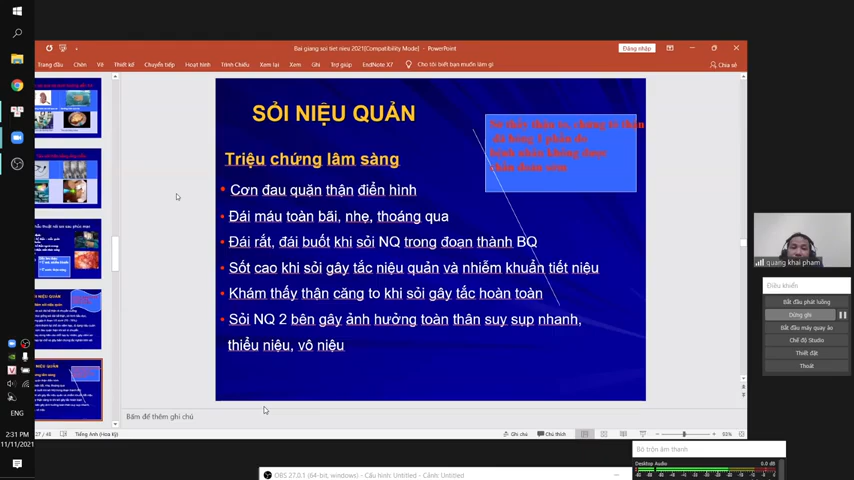 Bai giang soi tiet nieu 2021[Compatibility Mode] - PowerPoint
Đăng nhập
Trang đầu Chèn Vẽ Thiết kế Chuyển tiếp Hoạt hình Trình Chiếu Xem lại Xem Ghi Trợ giúp EndNote X7 Cho tôi biết bạn muốn làm gì Chia sẻ
SỎI NIỆU QUẢN
Triệu chứng lâm sàng
Cơn đau quặn thận điển hình
Đái máu toàn bãi, nhẹ, thoáng qua
Đái rắt, đái buốt khi sỏi NQ trong đoạn thành BQ
Sốt cao khi sỏi gây tắc niệu quản và nhiễm khuẩn tiết niệu
Khám thấy thận căng to khi sỏi gây tắc hoàn toàn
Sỏi NQ 2 bên gây ảnh hưởng toàn thân suy sụp nhanh,
thiểu niệu, vô niệu
quang khai pham
Điều khiển
Bắt đầu phát luồng
Dừng ghi
Bắt đầu máy quay ảo
Chế độ Studio
Thiết đặt
Thoát
Bấm để thêm ghi chú
Tiếng Anh (Hoa Kỳ)
Ghi chú Chú thích
53%
ENG
2:31 PM
11/11/2021
Bộ trộn âm thanh
Desktop Audio 0.0 dB
OBS 27.0.1 (64-bit, windows) - Cấu hình: Untitled - Cảnh: Untitled